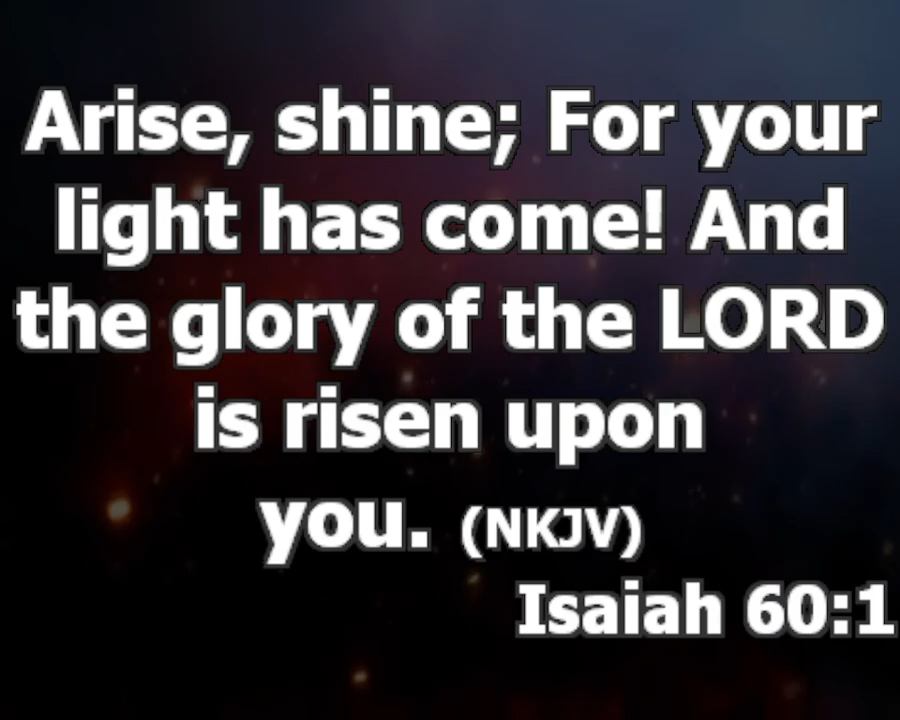 Arise, shine; For your
light has come! And
the glory of the LORD
is risen upon
you. (NKJV)
Isaiah 60:1